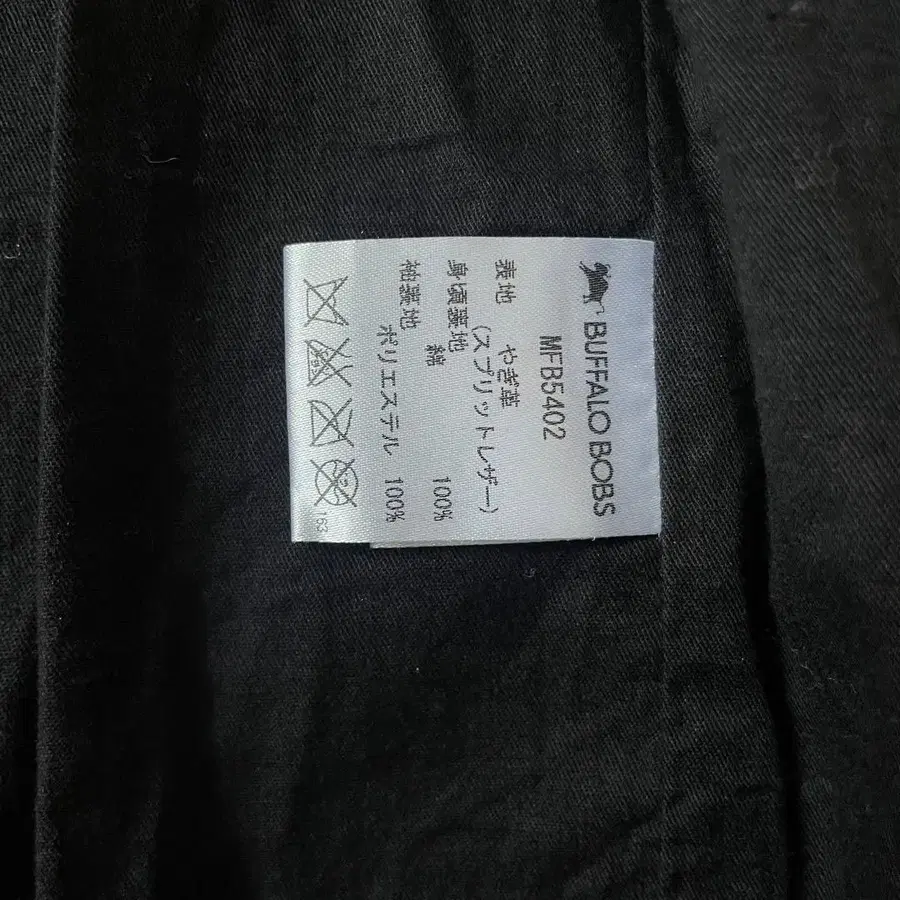 BUFFALO BOBS
MFB5402
表地 やぎ革
(スプリットレザー)
身頃裏地
綿 100%
袖裏地
ポリエステル 100%
163